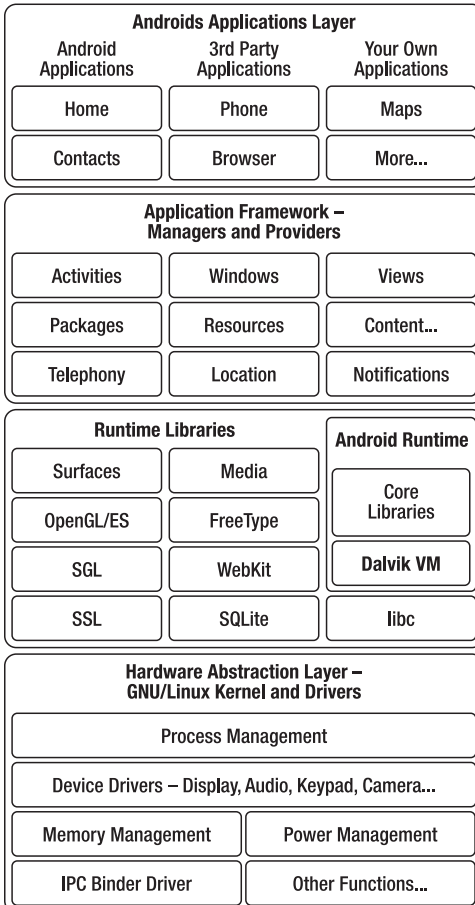 Androids Applications Layer
Android
Applications
3rd Party
Applications
Your Own
Applications
Home
Phone
Maps
Contacts
Browser
More...
Application Framework –
Managers and Providers
Activities
Windows
Views
Packages
Resources
Content...
Telephony
Location
Notifications
Runtime Libraries
Surfaces
Media
OpenGL/ES
FreeType
SGL
WebKit
SSL
SQLite
Android Runtime
Core
Libraries
Dalvik VM
libc
Hardware Abstraction Layer –
GNU/Linux Kernel and Drivers
Process Management
Device Drivers – Display, Audio, Keypad, Camera...
Memory Management
Power Management
IPC Binder Driver
Other Functions...